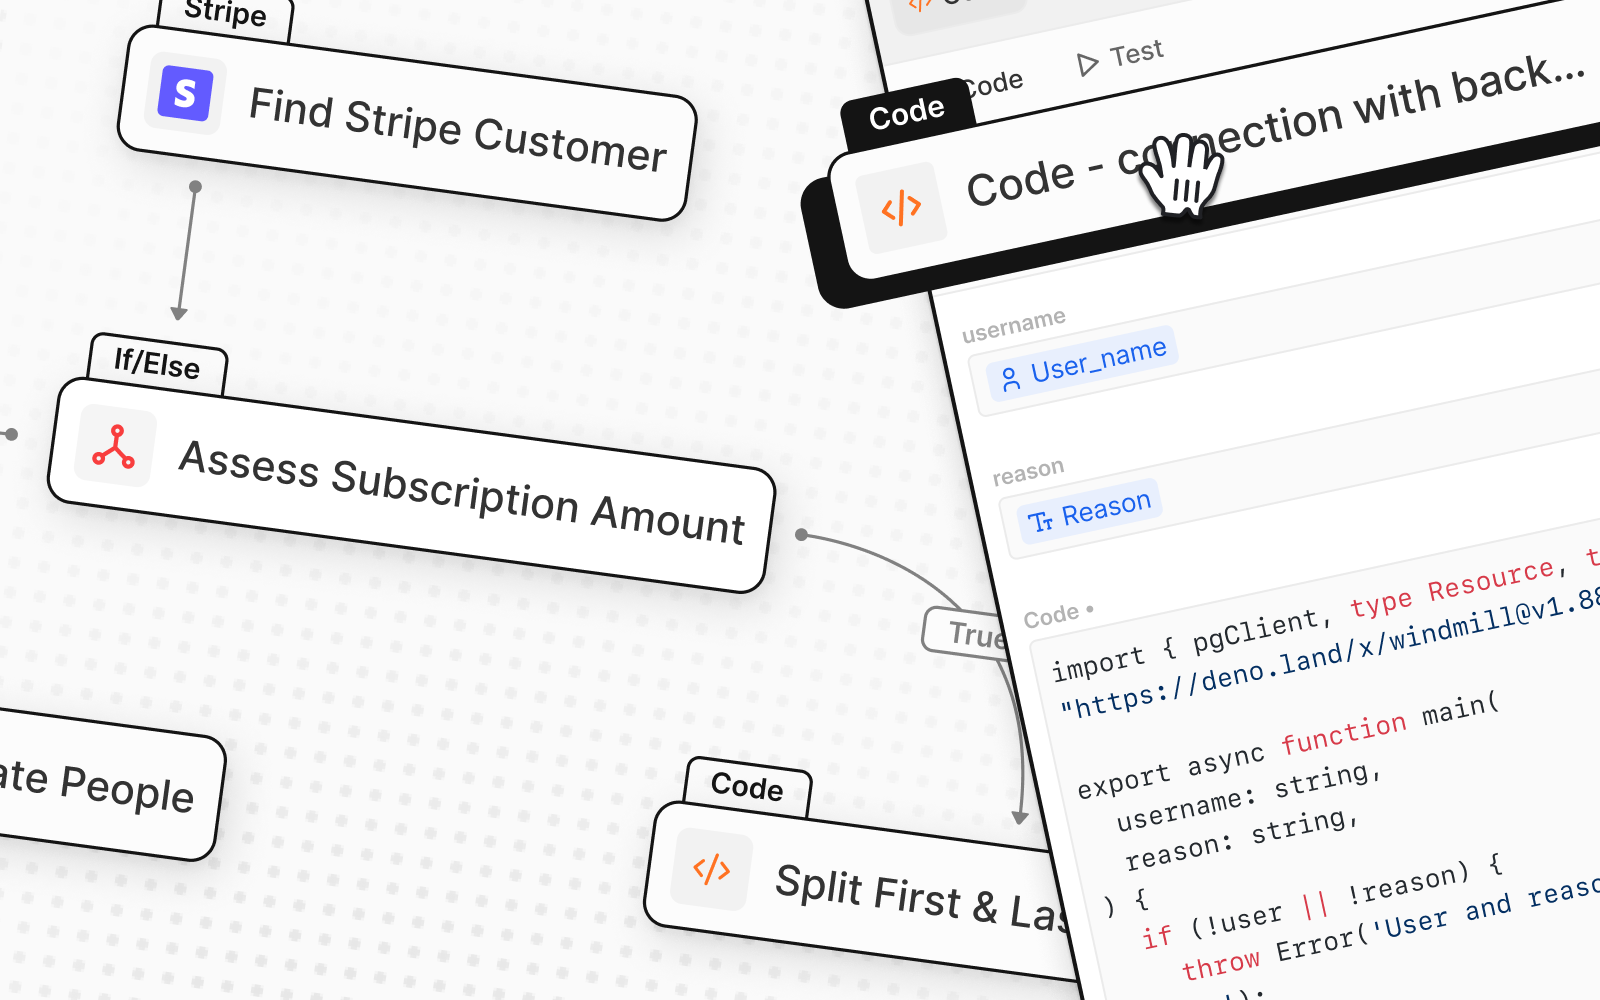 Stripe
S
Find Stripe Customer
If/Else
Assess Subscription Amount
True
ate People
Code
Split First & Las
Code
Test
Code
Code - connection with back...
username
User_name
reason
Reason
Code •
import { pgClient, type Resource, t
"https://deno.land/x/windmill@v1.88
export async function main(
username: string,
reason: string,
) {
if (!user || !reason) {
throw Error('User and reaso